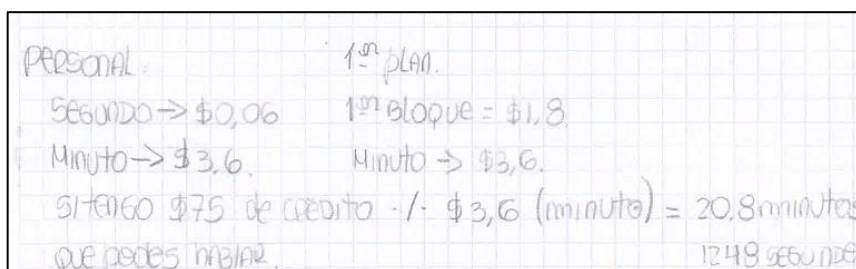 PERSONAL: 1er PLAN.
SEGUNDO → $0,06 1er BLOQUE = $1,8
Minuto → $3,6. Minuto → $3,6.
SI TENGO $75 de CREDITO ·/· $3,6 (minuto) = 20,8 minutos
QUE PODES HABLAR. 1248 SEGUNDO